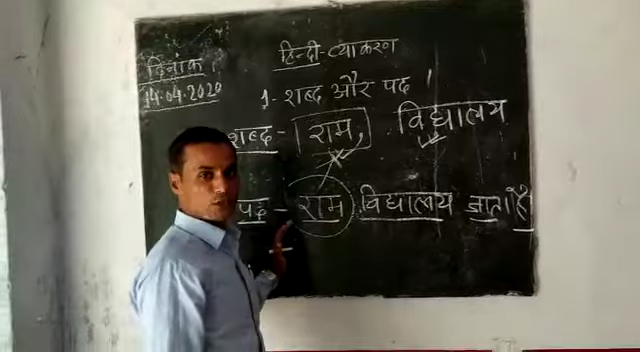 हिन्दी-व्याकरण
दिनांक
14.04.2020
1- शब्द और पद ।
शब्द - राम, विद्यालय
पद - राम विद्यालय जाता है।